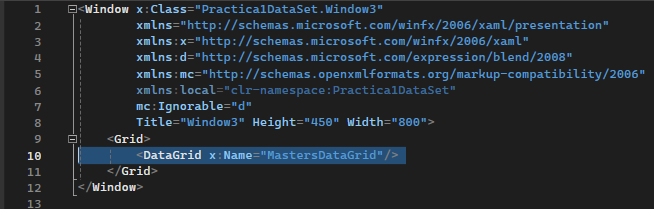 1 <Window x:Class="Practica1DataSet.Window3"
2 xmlns="http://schemas.microsoft.com/winfx/2006/xaml/presentation"
3 xmlns:x="http://schemas.microsoft.com/winfx/2006/xaml"
4 xmlns:d="http://schemas.microsoft.com/expression/blend/2008"
5 xmlns:mc="http://schemas.openxmlformats.org/markup-compatibility/2006"
6 xmlns:local="clr-namespace:Practica1DataSet"
7 mc:Ignorable="d"
8 Title="Window3" Height="450" Width="800">
9 <Grid>
10 <DataGrid x:Name="MastersDataGrid"/>
11 </Grid>
12 </Window>
13